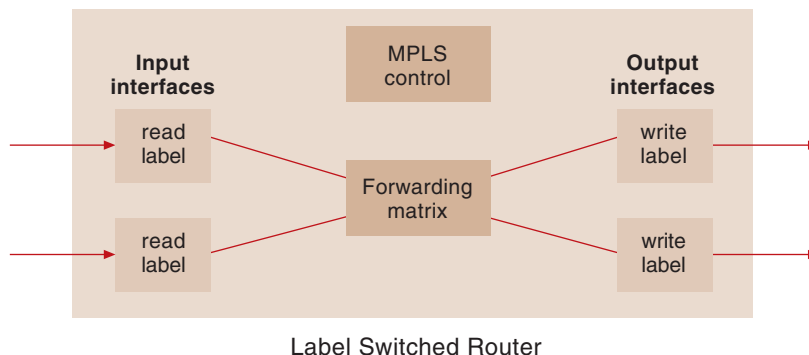 MPLS
control
Input
interfaces
Output
interfaces
read
label
write
label
Forwarding
matrix
read
label
write
label
Label Switched Router